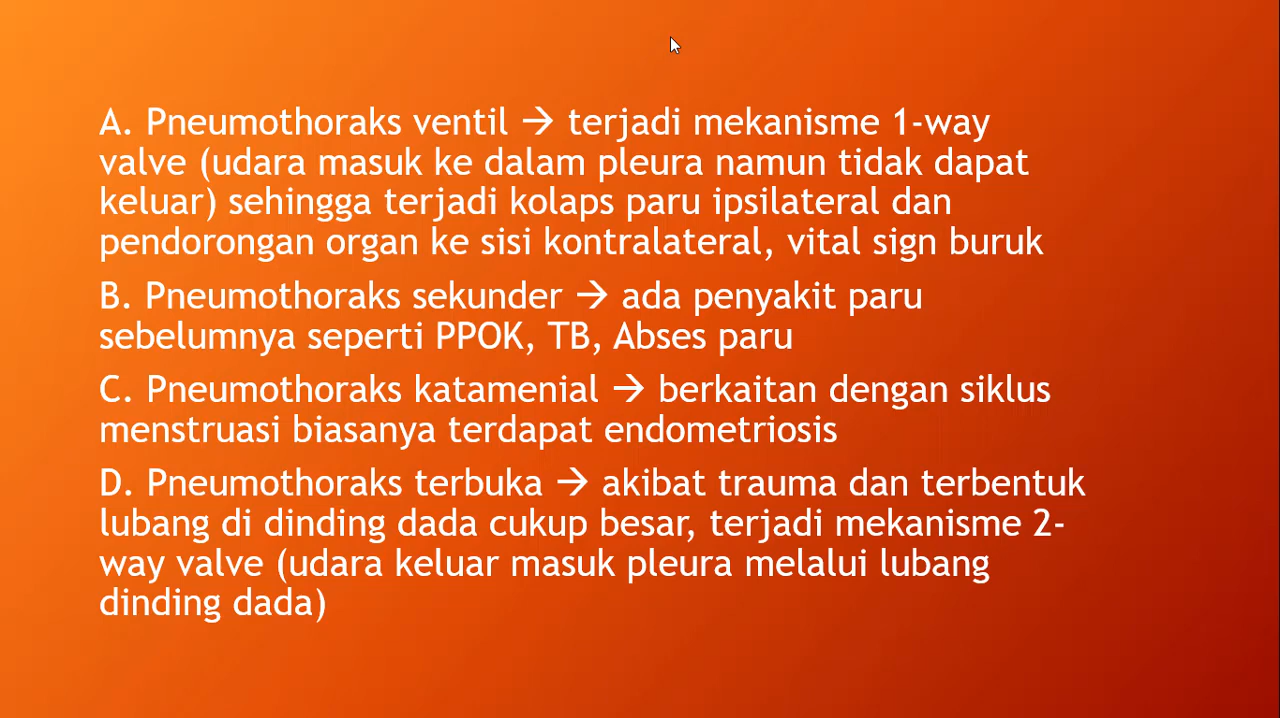 A. Pneumothoraks ventil → terjadi mekanisme 1-way
valve (udara masuk ke dalam pleura namun tidak dapat
keluar) sehingga terjadi kolaps paru ipsilateral dan
pendorongan organ ke sisi kontralateral, vital sign buruk
B. Pneumothoraks sekunder → ada penyakit paru
sebelumnya seperti PPOK, TB, Abses paru
C. Pneumothoraks katamenial → berkaitan dengan siklus
menstruasi biasanya terdapat endometriosis
D. Pneumothoraks terbuka → akibat trauma dan terbentuk
lubang di dinding dada cukup besar, terjadi mekanisme 2-
way valve (udara keluar masuk pleura melalui lubang
dinding dada)